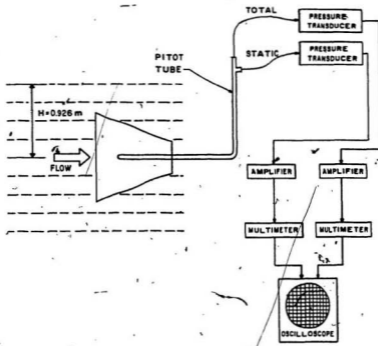 TOTAL
PRESSURE-
TRANSDUCER
STATIC
PRESSURE
TRANSDUCER
PITOT
TUBE
H=0.926 m
FLOW
AMPLIFIER
AMPLIFIER
MULTIMETER
MULTIMETER
OSCILLOSCOPE